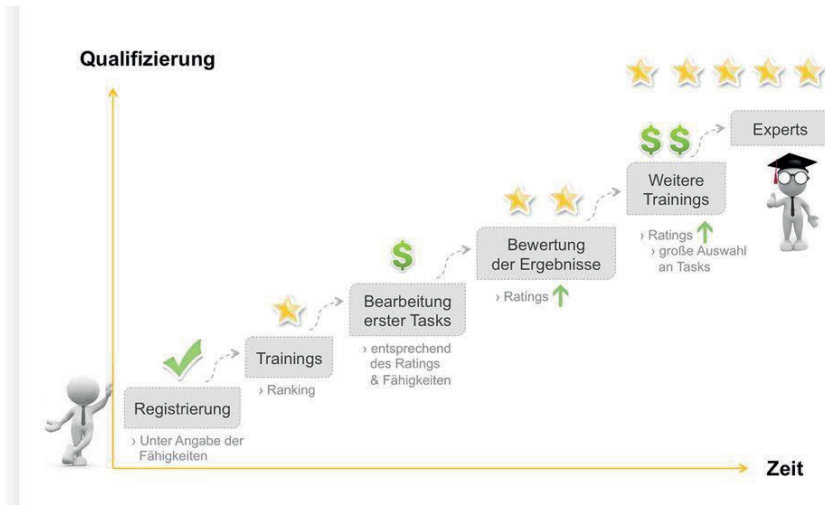 Qualifizierung
Registrierung
› Unter Angabe der
Fähigkeiten
Trainings
› Ranking
$
Bearbeitung
erster Tasks
› entsprechend
des Ratings
& Fähigkeiten
Bewertung
der Ergebnisse
› Ratings
$ $
Weitere
Trainings
› Ratings
› große Auswahl
an Tasks
Experts
Zeit